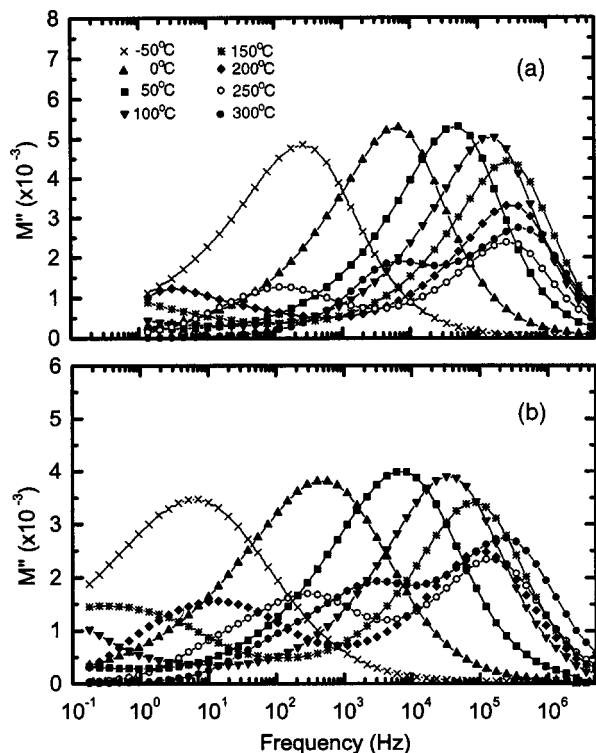 8
7
6
5
4
3
2
1
0
M" (x10⁻³)
(a)
-50°C
0°C
50°C
100°C
150°C
200°C
250°C
300°C
6
5
4
3
2
1
0
M" (x10⁻³)
(b)
10⁻¹ 10⁰ 10¹ 10² 10³ 10⁴ 10⁵ 10⁶
Frequency (Hz)